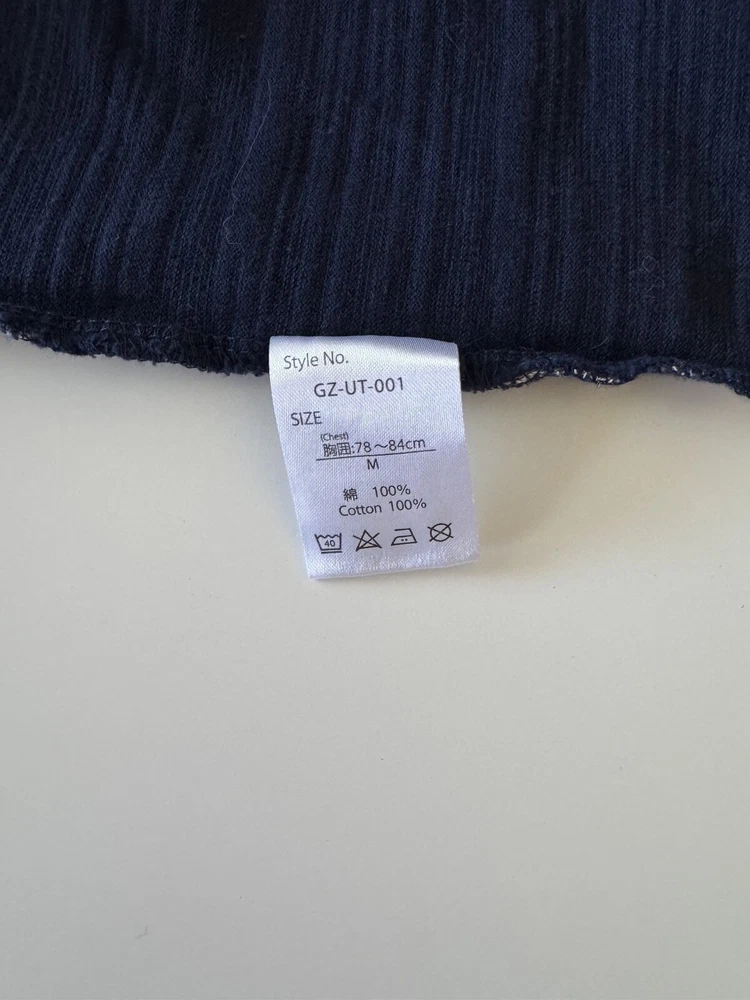 Style No.
GZ-UT-001
SIZE
(Chest)
胸囲:78～84cm
M
綿 100%
Cotton 100%
40